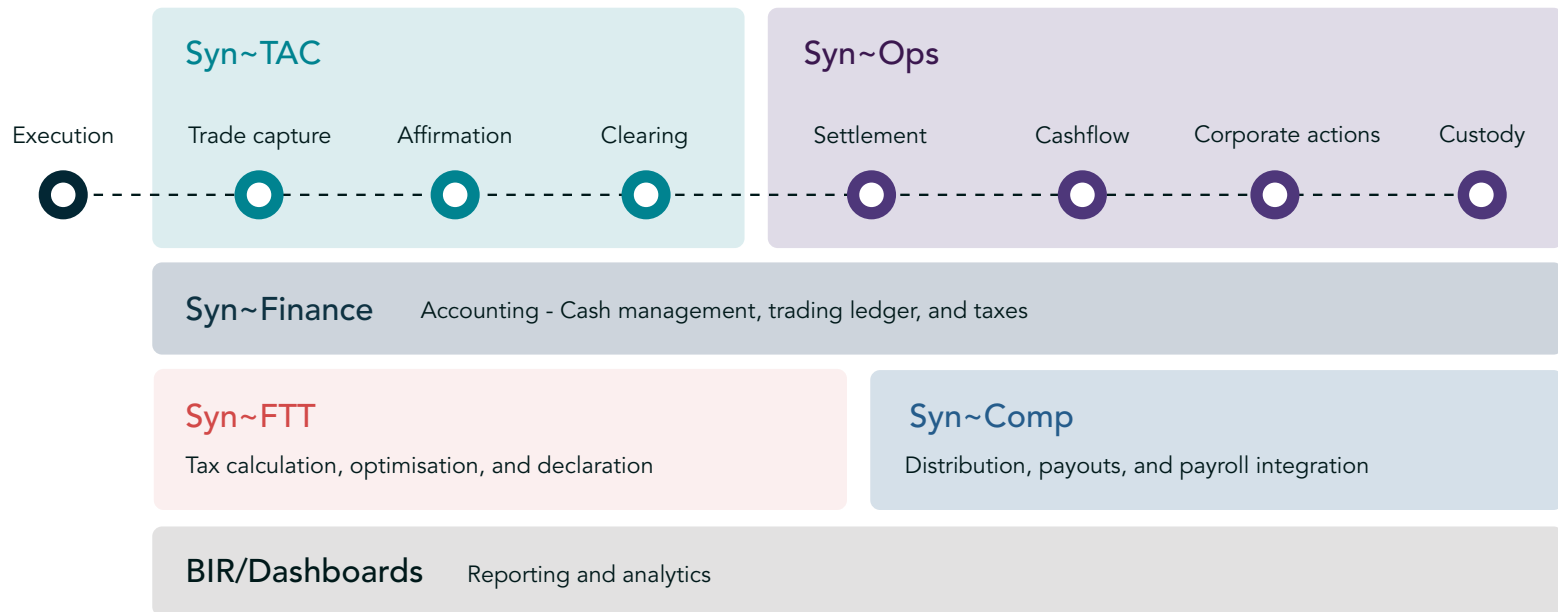 Syn~TAC
Syn~Ops
Execution
Trade capture
Affirmation
Clearing
Settlement
Cashflow
Corporate actions
Custody
Syn~Finance
Accounting - Cash management, trading ledger, and taxes
Syn~FTT
Tax calculation, optimisation, and declaration
Syn~Comp
Distribution, payouts, and payroll integration
BIR/Dashboards
Reporting and analytics